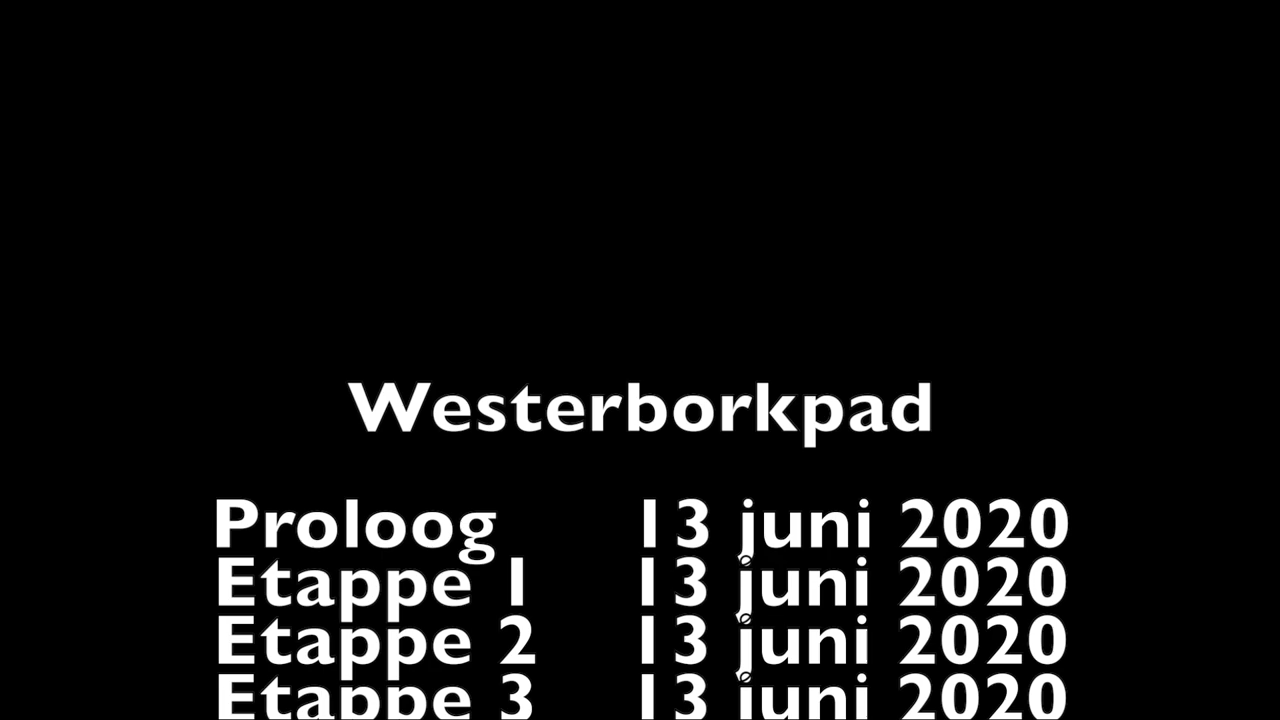 Westerborkpad
Proloog 13 juni 2020
Etappe 1 13 juni 2020
Etappe 2 13 juni 2020
Etappe 3 13 juni 2020